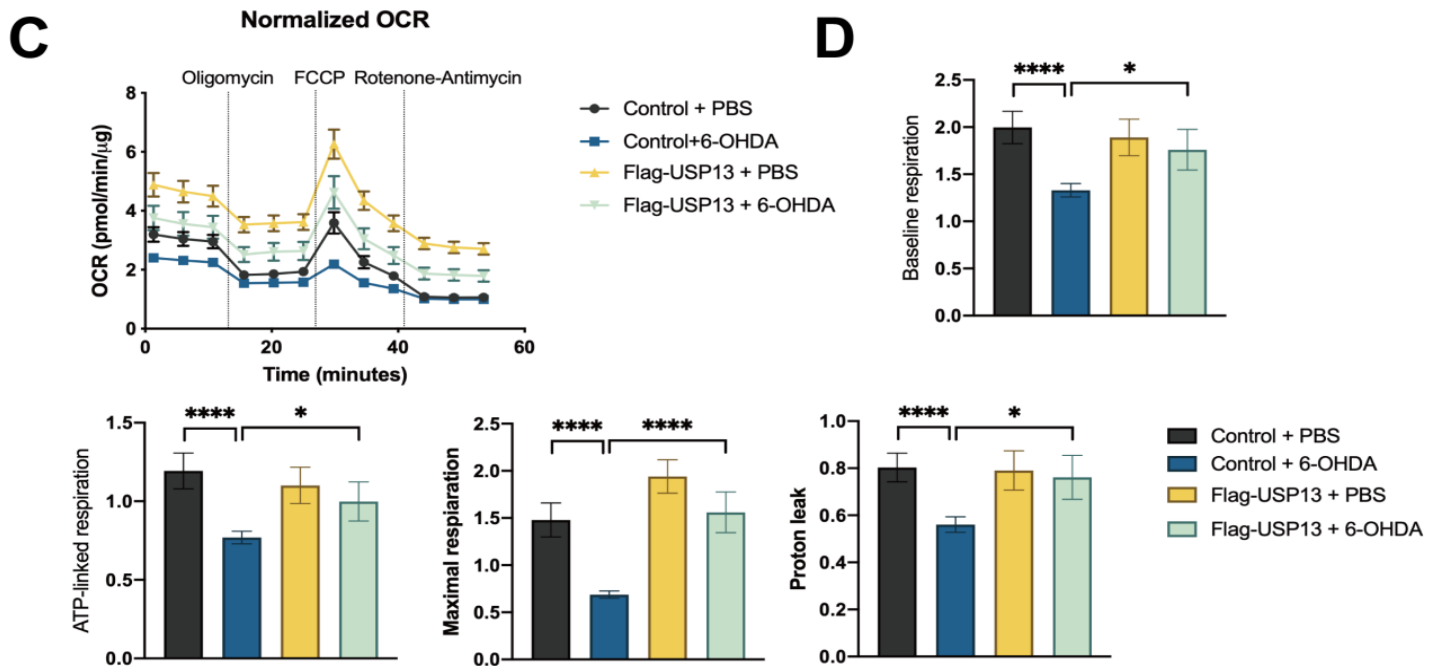 C
Normalized OCR
Oligomycin FCCP Rotenone-Antimycin
OCR (pmol/min/µg)
8
6
4
2
0
0 20 40 60
Time (minutes)
Control + PBS
Control+6-OHDA
Flag-USP13 + PBS
Flag-USP13 + 6-OHDA
D
Baseline respiration
2.5
2.0
1.5
1.0
0.5
0.0
**** *
ATP-linked respiration
1.5
1.0
0.5
0.0
**** *
Maximal respiaration
2.5
2.0
1.5
1.0
0.5
0.0
**** ****
Proton leak
1.0
0.8
0.6
0.4
0.2
0.0
**** *
Control + PBS
Control + 6-OHDA
Flag-USP13 + PBS
Flag-USP13 + 6-OHDA